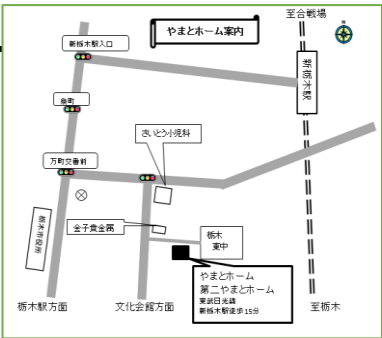 至合戦場
やまとホーム案内
新栃木駅入口
新栃木駅
さいとう小児科
万町交番前
金子貴金属
栃木
東中
栃木市役所
やまとホーム
第二やまとホーム
東武日光線
新栃木駅徒歩15分
栃木駅方面
文化会館方面
至栃木